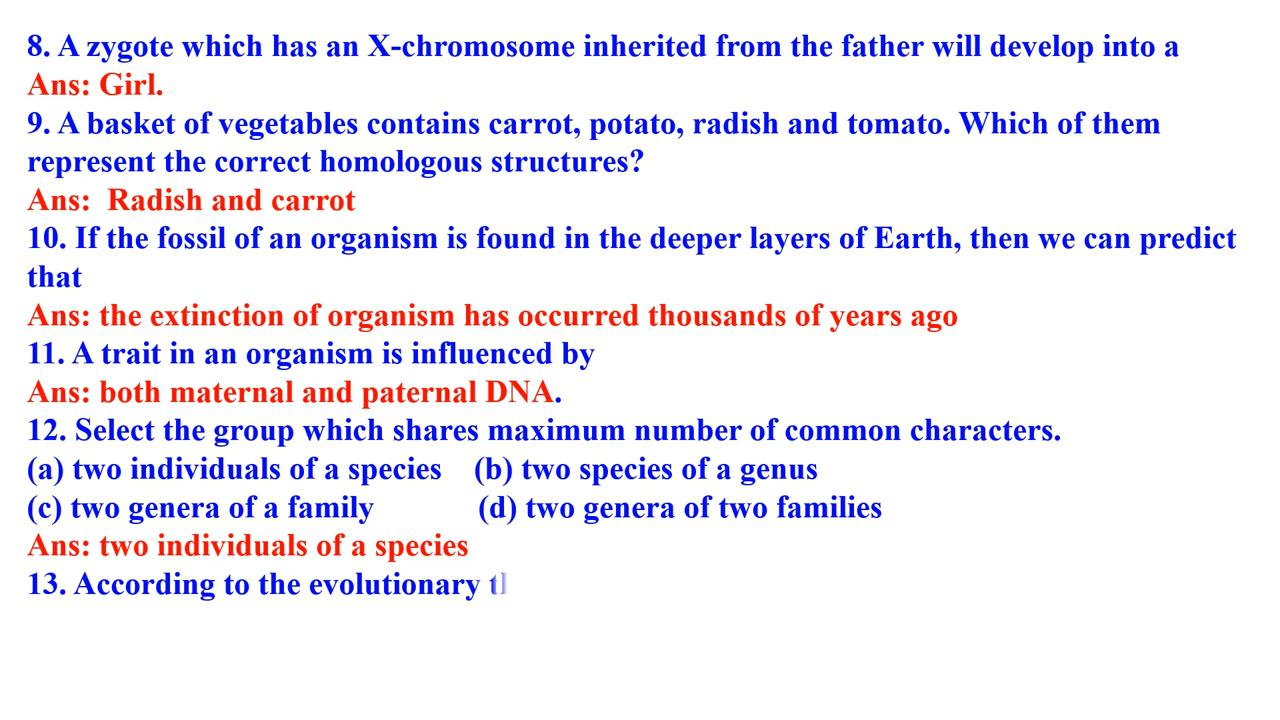 8. A zygote which has an X-chromosome inherited from the father will develop into a
Ans: Girl.
9. A basket of vegetables contains carrot, potato, radish and tomato. Which of them
represent the correct homologous structures?
Ans:  Radish and carrot
10. If the fossil of an organism is found in the deeper layers of Earth, then we can predict
that
Ans: the extinction of organism has occurred thousands of years ago
11. A trait in an organism is influenced by
Ans: both maternal and paternal DNA.
12. Select the group which shares maximum number of common characters.
(a) two individuals of a species    (b) two species of a genus
(c) two genera of a family    (d) two genera of two families
Ans: two individuals of a species
13. According to the evolutionary